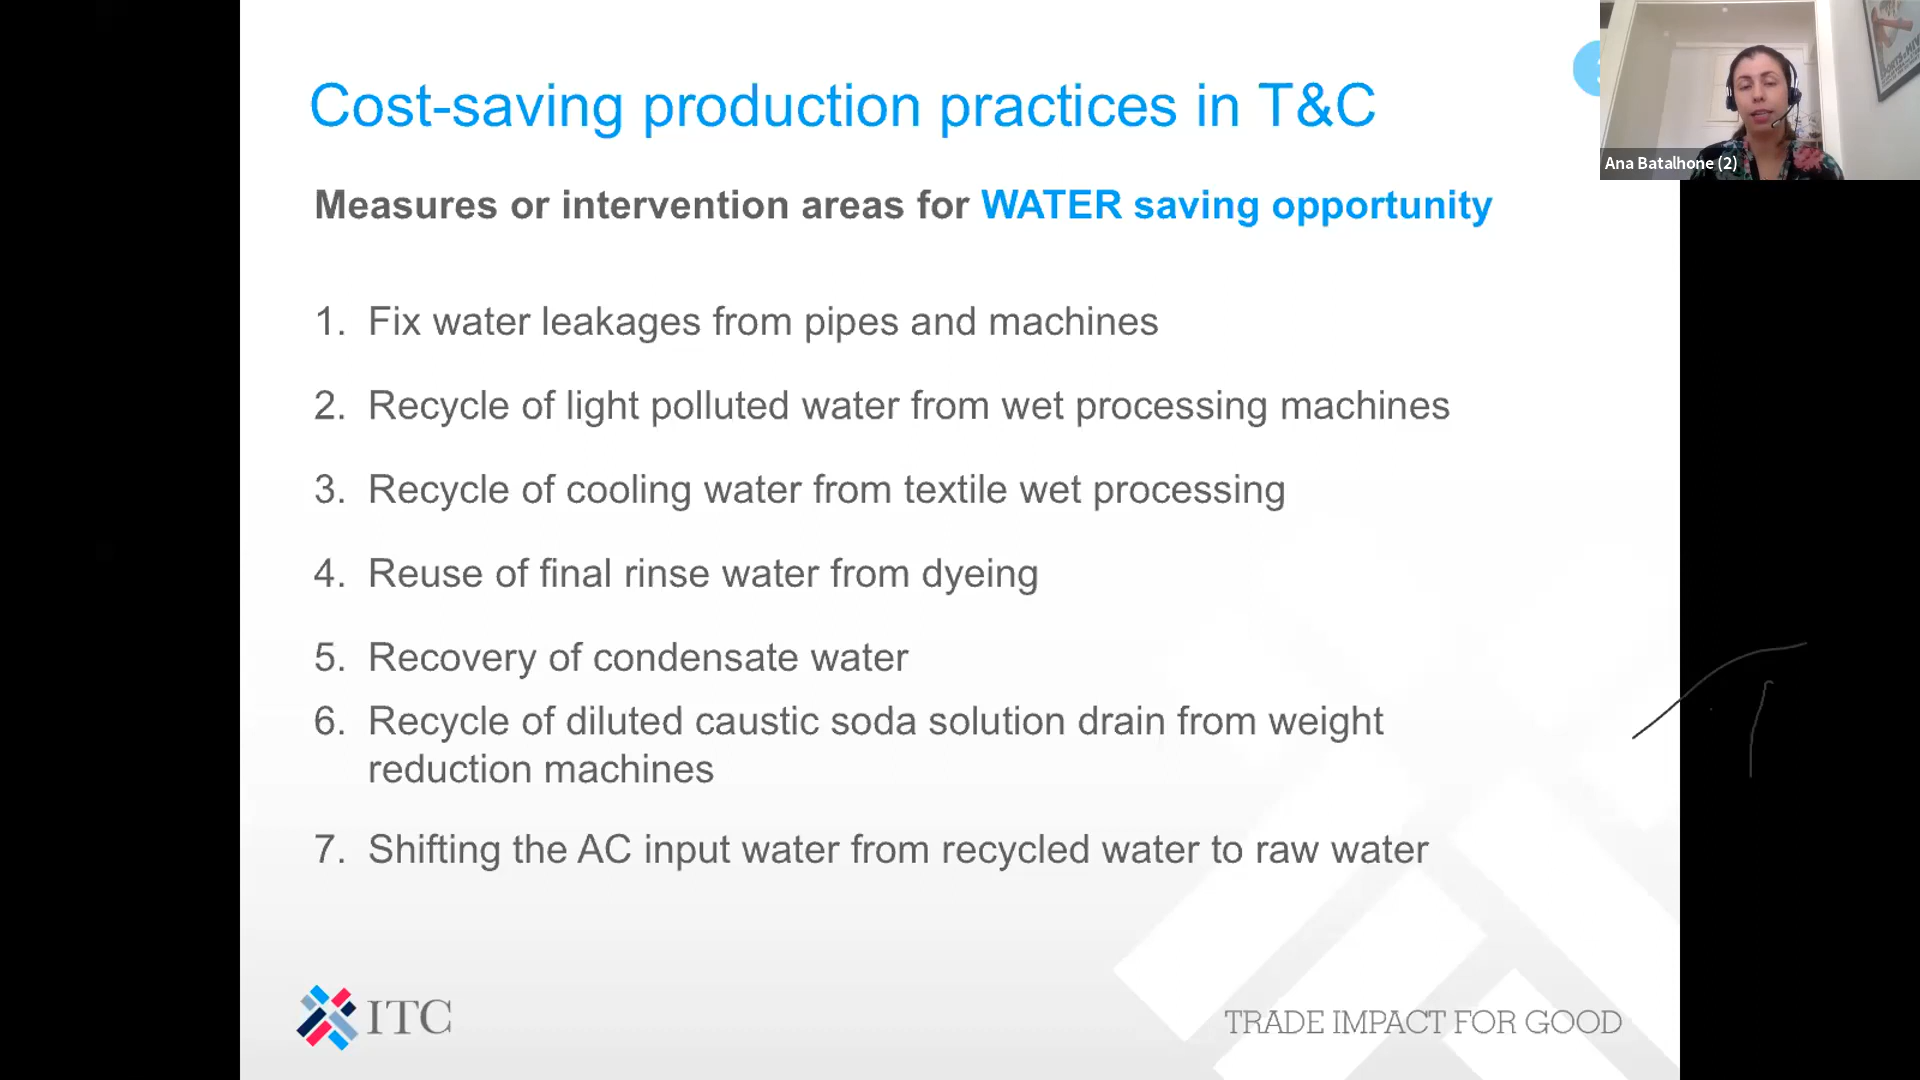 Cost-saving production practices in T&C
Ana Batalhone (2)
Measures or intervention areas for WATER saving opportunity
1. Fix water leakages from pipes and machines
2. Recycle of light polluted water from wet processing machines
3. Recycle of cooling water from textile wet processing
4. Reuse of final rinse water from dyeing
5. Recovery of condensate water
6. Recycle of diluted caustic soda solution drain from weight
reduction machines
7. Shifting the AC input water from recycled water to raw water
ITC
TRADE IMPACT FOR GOOD